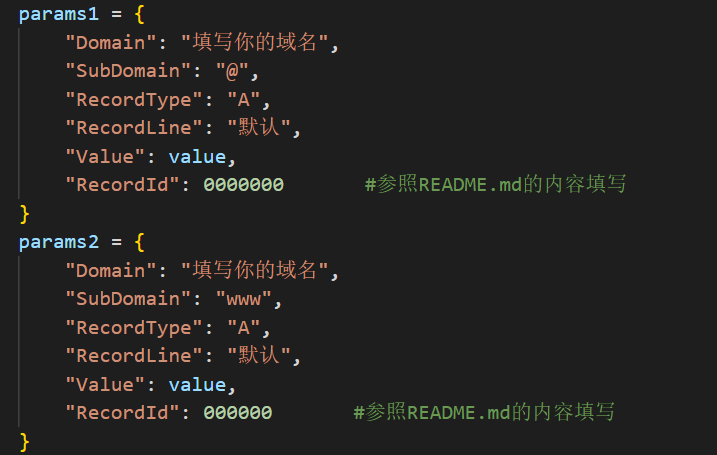 params1 = {
    "Domain": "填写你的域名",
    "SubDomain": "@",
    "RecordType": "A",
    "RecordLine": "默认",
    "Value": value,
    "RecordId": 0000000       #参照README.md的内容填写
}
params2 = {
    "Domain": "填写你的域名",
    "SubDomain": "www",
    "RecordType": "A",
    "RecordLine": "默认",
    "Value": value,
    "RecordId": 000000       #参照README.md的内容填写
}